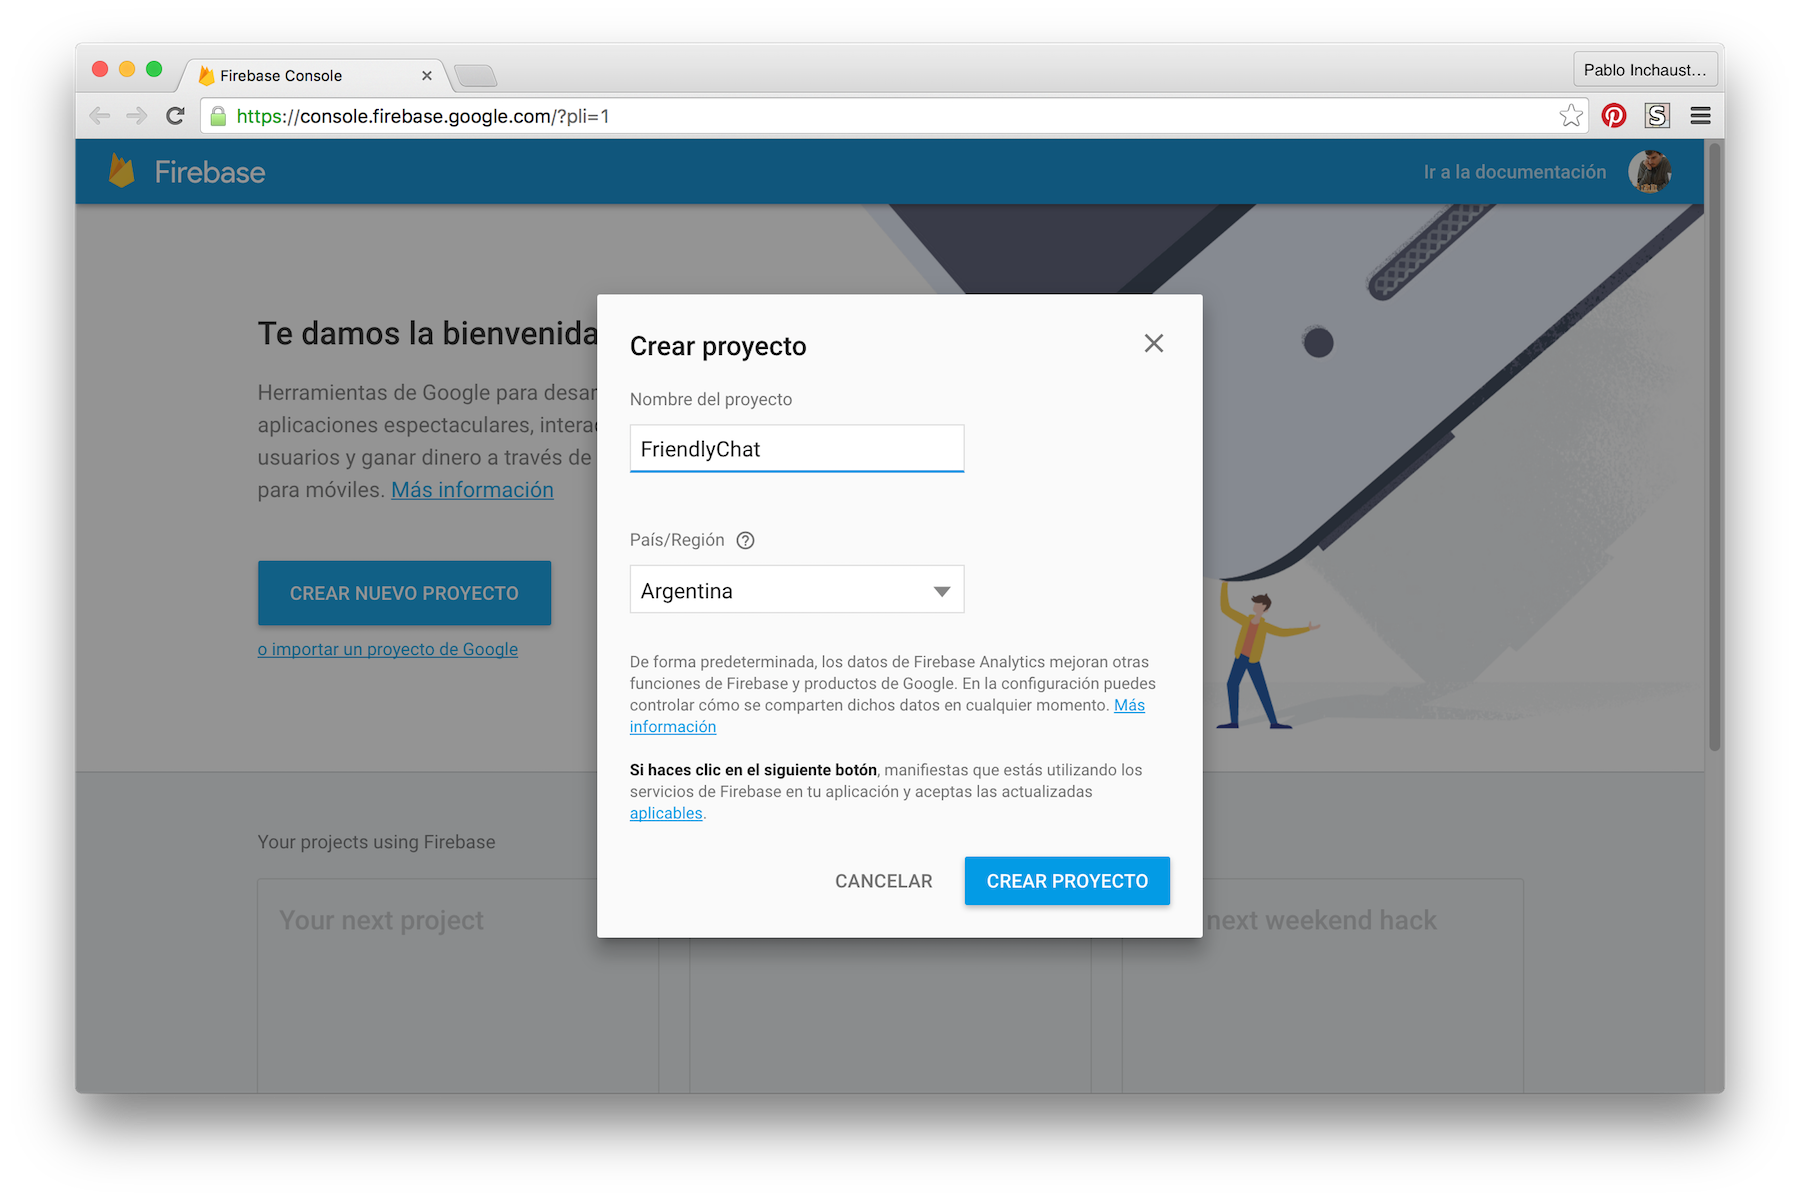 Firebase Console
Pablo Inchaust...
https://console.firebase.google.com/?pli=1
Firebase
Ir a la documentación
Te damos la bienvenida
Herramientas de Google para desar
aplicaciones espectaculares, intera
usuarios y ganar dinero a través de
para móviles. Más información
CREAR NUEVO PROYECTO
o importar un proyecto de Google
Crear proyecto
Nombre del proyecto
FriendlyChat
País/Región
Argentina
De forma predeterminada, los datos de Firebase Analytics mejoran otras
funciones de Firebase y productos de Google. En la configuración puedes
controlar cómo se comparten dichos datos en cualquier momento. Más
información
Si haces clic en el siguiente botón, manifiestas que estás utilizando los
servicios de Firebase en tu aplicación y aceptas las actualizadas
aplicables.
CANCELAR
CREAR PROYECTO
Your projects using Firebase
Your next project
next weekend hack